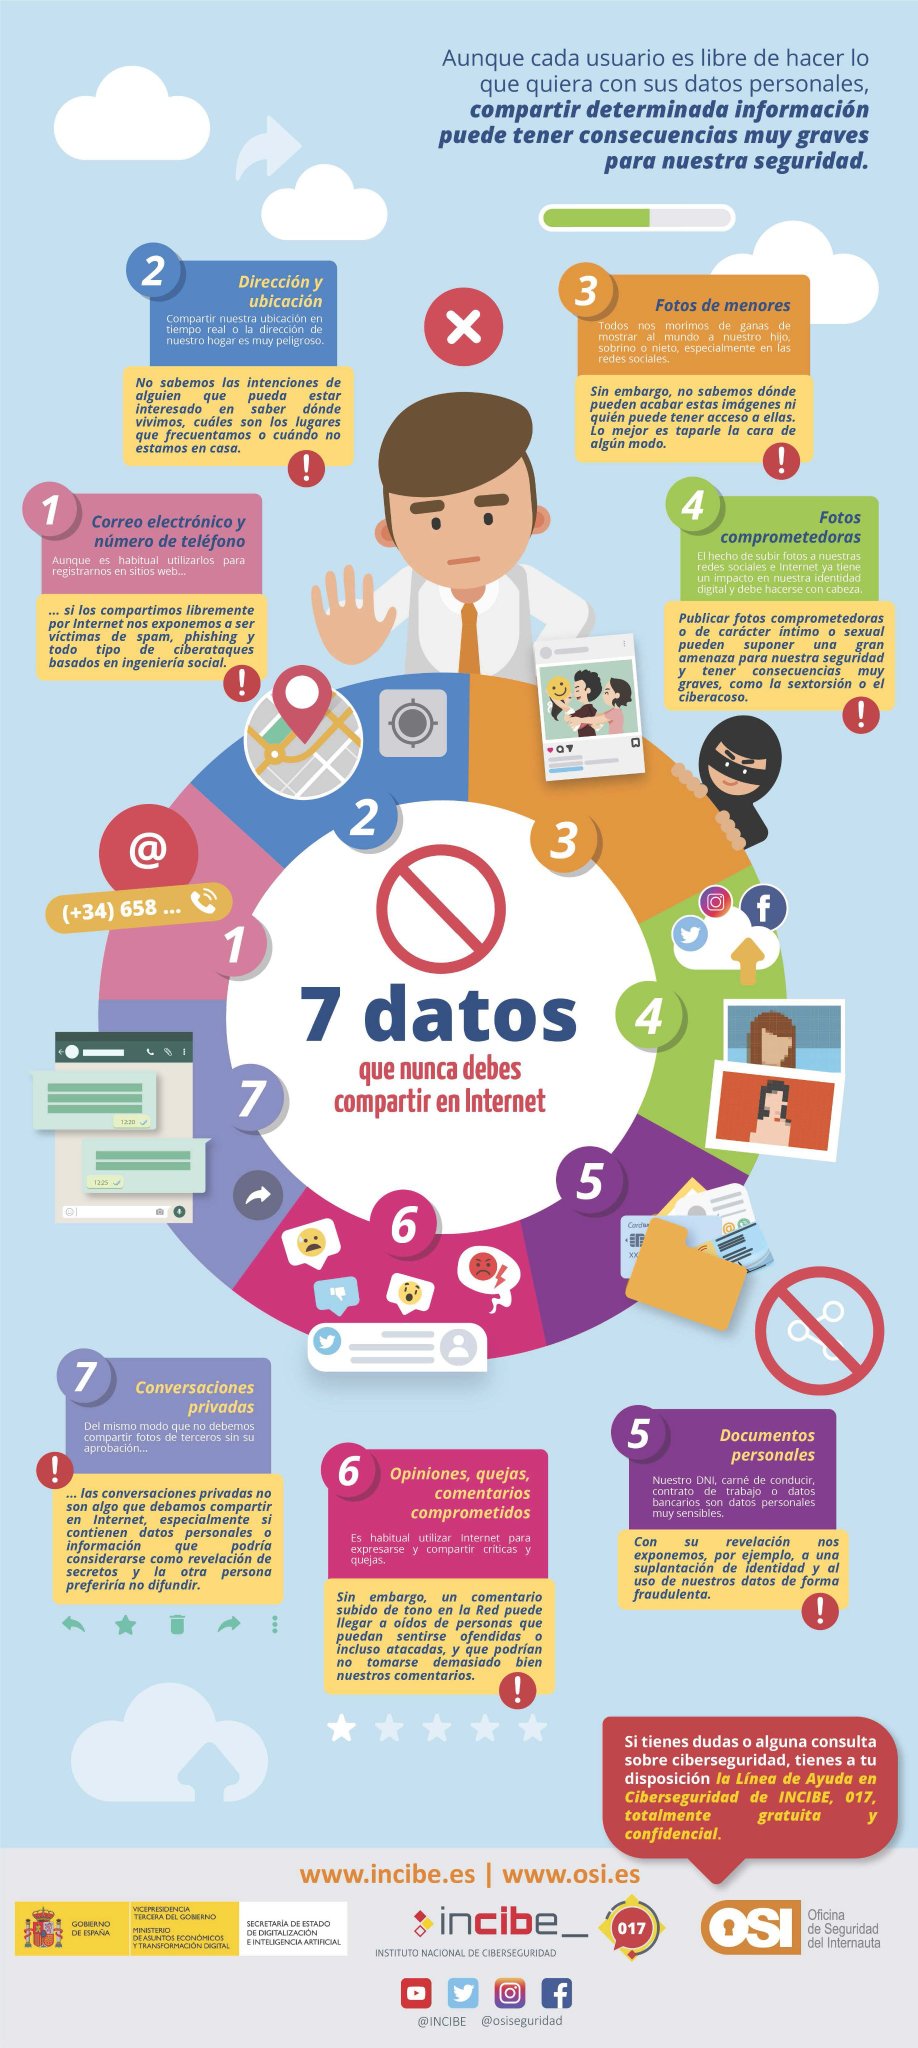 Aunque cada usuario es libre de hacer lo
que quiera con sus datos personales,
compartir determinada información
puede tener consecuencias muy graves
para nuestra seguridad.
2
Dirección y
ubicación
Compartir nuestra ubicación en
tiempo real o la dirección de
nuestro hogar es muy peligroso.
No sabemos las intenciones de
alguien que pueda estar
interesado en saber dónde
vivimos, cuáles son los lugares
que frecuentamos o cuándo no
estamos en casa.
!
3
Fotos de menores
Todos nos morimos de ganas de
mostrar al mundo a nuestro hijo,
sobrino o nieto, especialmente en las
redes sociales.
Sin embargo, no sabemos dónde
pueden acabar estas imágenes ni
quién puede tener acceso a ellas.
Lo mejor es taparle la cara de
algún modo.
!
1
Correo electrónico y
número de teléfono
Aunque es habitual utilizarlos para
registrarnos en sitios web...
... si los compartimos libremente
por Internet nos exponemos a ser
víctimas de spam, phishing y
todo tipo de ciberataques
basados en ingeniería social.
!
4
Fotos
comprometedoras
El hecho de subir fotos a nuestras
redes sociales e Internet ya tiene
un impacto en nuestra identidad
digital y debe hacerse con cabeza.
Publicar fotos comprometedoras
o de carácter íntimo o sexual
pueden suponer una gran
amenaza para nuestra seguridad
y tener consecuencias muy
graves, como la sextorsión o el
ciberacoso.
!
2
3
@
(+34) 658 ...
1
4
7 datos
que nunca debes
compartir en Internet
7
12:20
12:25
5
6
@
XX
7
Conversaciones
privadas
Del mismo modo que no debemos
compartir fotos de terceros sin su
aprobación...
!
... las conversaciones privadas no
son algo que debamos compartir
en Internet, especialmente si
contienen datos personales o
información que podría
considerarse como revelación de
secretos y la otra persona
preferiría no difundir.
6
Opiniones, quejas,
comentarios
comprometidos
Es habitual utilizar Internet para
expresarse y compartir críticas y
quejas.
Sin embargo, un comentario
subido de tono en la Red puede
llegar a oídos de personas que
puedan sentirse ofendidas o
incluso atacadas, y que podrían
no tomarse demasiado bien
nuestros comentarios.
!
5
Documentos
personales
Nuestro DNI, carné de conducir,
contrato de trabajo o datos
bancarios son datos personales
muy sensibles.
Con su revelación nos
exponemos, por ejemplo, a una
suplantación de identidad y al
uso de nuestros datos de forma
fraudulenta.
!
Si tienes dudas o alguna consulta
sobre ciberseguridad, tienes a tu
disposición la Línea de Ayuda en
Ciberseguridad de INCIBE, 017,
totalmente gratuita y
confidencial.
www.incibe.es | www.osi.es
GOBIERNO
DE ESPAÑA
VICEPRESIDENCIA
TERCERA DEL GOBIERNO
MINISTERIO
DE ASUNTOS ECONÓMICOS
Y TRANSFORMACIÓN DIGITAL
SECRETARÍA DE ESTADO
DE DIGITALIZACIÓN
E INTELIGENCIA ARTIFICIAL
incibe_
INSTITUTO NACIONAL DE CIBERSEGURIDAD
017
OSI
Oficina
de Seguridad
del Internauta
@INCIBE @osiseguridad